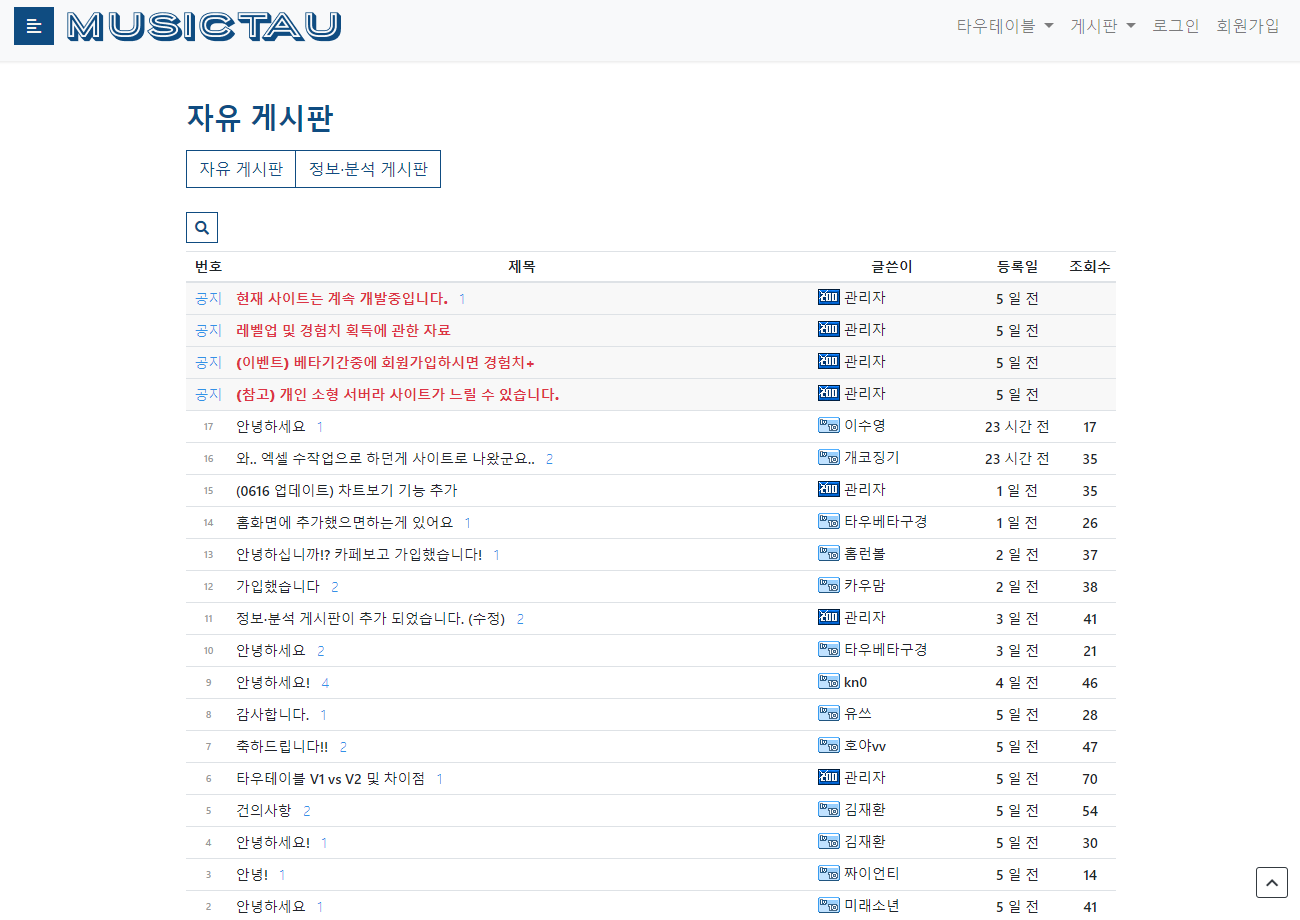 MUSICTAU 타우테이블 게시판 로그인 회원가입
자유 게시판
자유 게시판 정보·분석 게시판
번호 제목 글쓴이 등록일 조회수
공지 현재 사이트는 계속 개발중입니다. 1 200 관리자 5 일 전
공지 레벨업 및 경험치 획득에 관한 자료 200 관리자 5 일 전
공지 (이벤트) 베타기간중에 회원가입하시면 경험치+ 200 관리자 5 일 전
공지 (참고) 개인 소형 서버라 사이트가 느릴 수 있습니다. 200 관리자 5 일 전
17 안녕하세요 1 lv 10 이수영 23 시간 전 17
16 와.. 엑셀 수작업으로 하던게 사이트로 나왔군요.. 2 lv 10 개코징기 23 시간 전 35
15 (0616 업데이트) 차트보기 기능 추가 200 관리자 1 일 전 35
14 홈화면에 추가했으면하는게 있어요 1 lv 10 타우베타구경 1 일 전 26
13 안녕하십니까!? 카페보고 가입했습니다! 1 lv 10 홈런볼 2 일 전 37
12 가입했습니다 2 lv 10 카우맘 2 일 전 38
11 정보·분석 게시판이 추가 되었습니다. (수정) 2 200 관리자 3 일 전 41
10 안녕하세요 2 lv 10 타우베타구경 3 일 전 21
9 안녕하세요! 4 lv 10 kn0 4 일 전 46
8 감사합니다. 1 lv 10 유쓰 5 일 전 28
7 축하드립니다!! 2 lv 10 호야vv 5 일 전 47
6 타우테이블 V1 vs V2 및 차이점 1 200 관리자 5 일 전 70
5 건의사항 2 lv 10 김재환 5 일 전 54
4 안녕하세요! 1 lv 10 김재환 5 일 전 30
3 안녕! 1 lv 10 짜이언티 5 일 전 14
2 안녕하세요 1 lv 10 미래소년 5 일 전 41